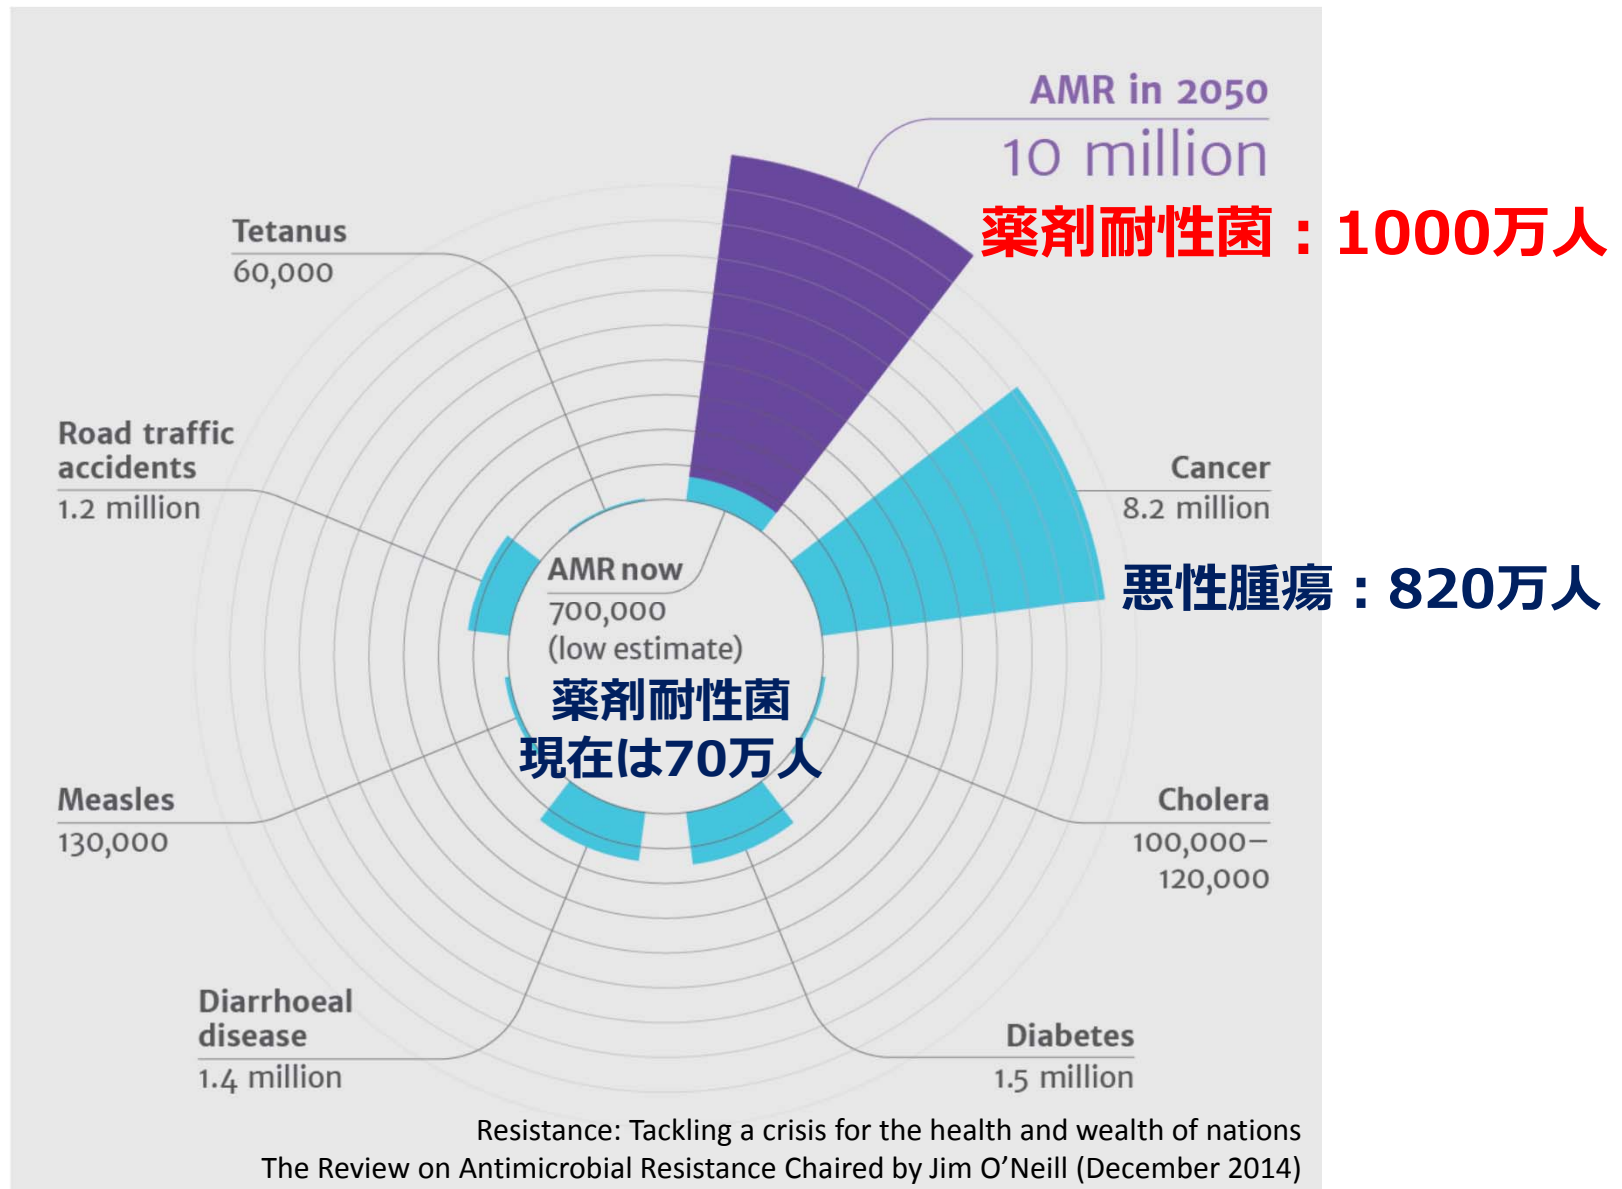 AMR in 2050
10 million
薬剤耐性菌：1000万人
Tetanus
60,000
Road traffic
accidents
1.2 million
Cancer
8.2 million
悪性腫瘍：820万人
AMR now
700,000
(low estimate)
薬剤耐性菌
現在は70万人
Measles
130,000
Cholera
100,000–
120,000
Diarrhoeal
disease
1.4 million
Diabetes
1.5 million
Resistance: Tackling a crisis for the health and wealth of nations
The Review on Antimicrobial Resistance Chaired by Jim O’Neill (December 2014)